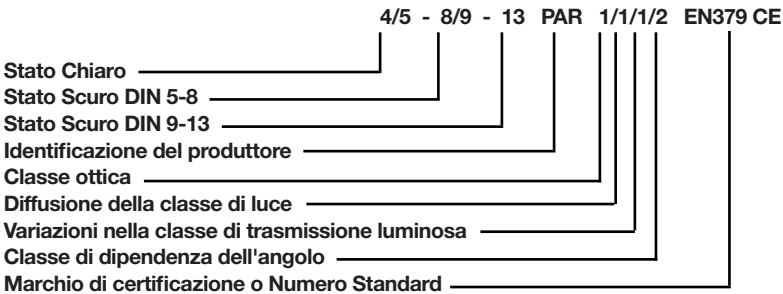 4/5 - 8/9 - 13 PAR 1/1/1/2 EN379 CE
Stato Chiaro
Stato Scuro DIN 5-8
Stato Scuro DIN 9-13
Identificazione del produttore
Classe ottica
Diffusione della classe di luce
Variazioni nella classe di trasmissione luminosa
Classe di dipendenza dell'angolo
Marchio di certificazione o Numero Standard